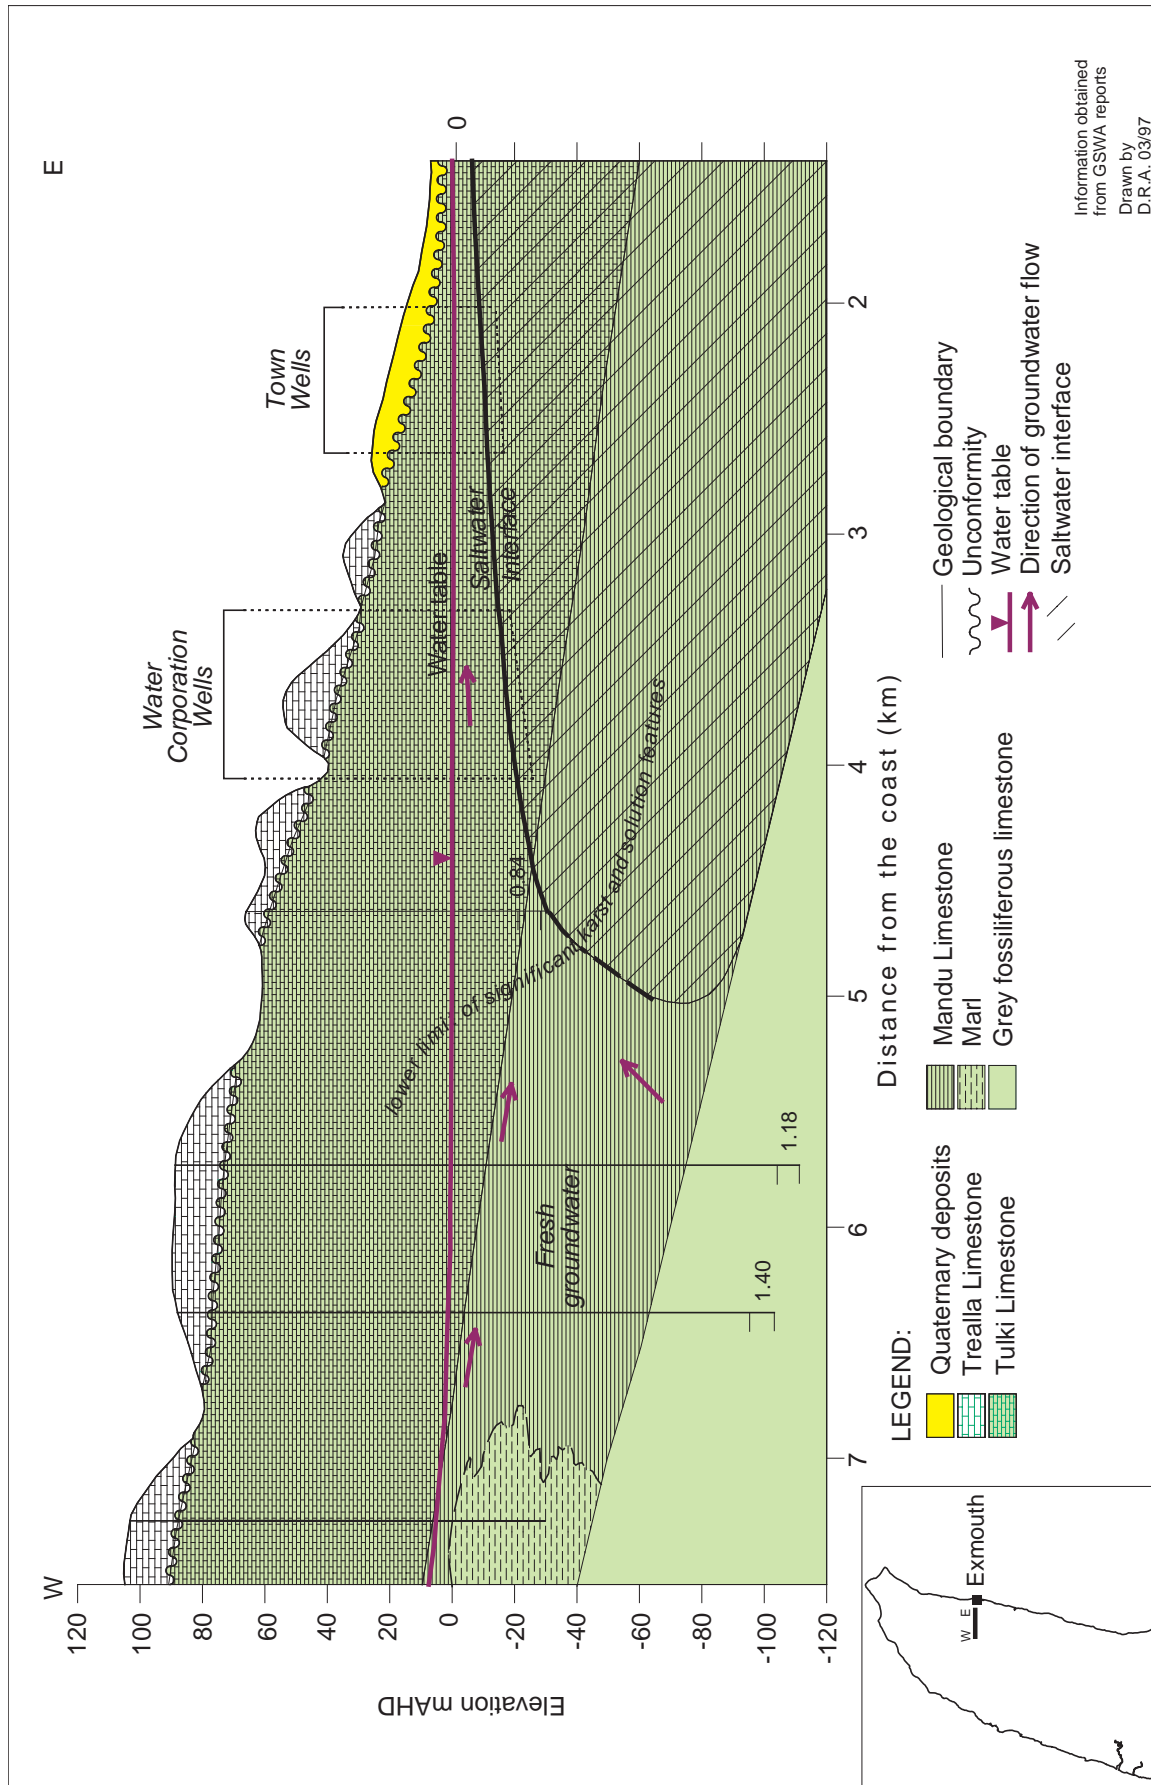 W
E
120
100
80
60
40
20
0
-20
-40
-60
-80
-100
-120
Elevation mAHD
0
Water
Corporation
Wells
Town
Wells
Water table
Saltwater
Interface
0.84
lower limit of significant karst and solution features
Fresh
groundwater
1.40
1.18
7
6
5
4
3
2
Distance from the coast (km)
LEGEND:
Quaternary deposits
Trealla Limestone
Tulki Limestone
Mandu Limestone
Marl
Grey fossiliferous limestone
Geological boundary
Unconformity
Water table
Direction of groundwater flow
Saltwater interface
Information obtained
from GSWA reports
Drawn by
D.R.A. 03/97
W E
Exmouth